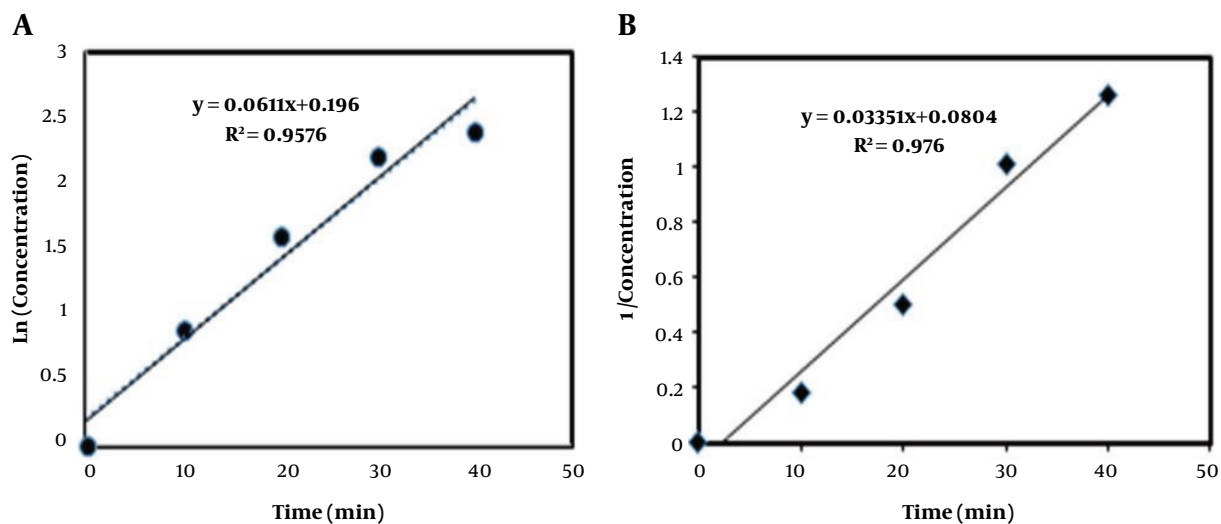 A
3
2.5
2
1.5
1
0.5
0
Ln (Concentration)
y = 0.0611x+0.196
R² = 0.9576
0 10 20 30 40 50
Time (min)
B
1.4
1.2
1
0.8
0.6
0.4
0.2
0
1/Concentration
y = 0.03351x+0.0804
R² = 0.976
0 10 20 30 40 50
Time (min)